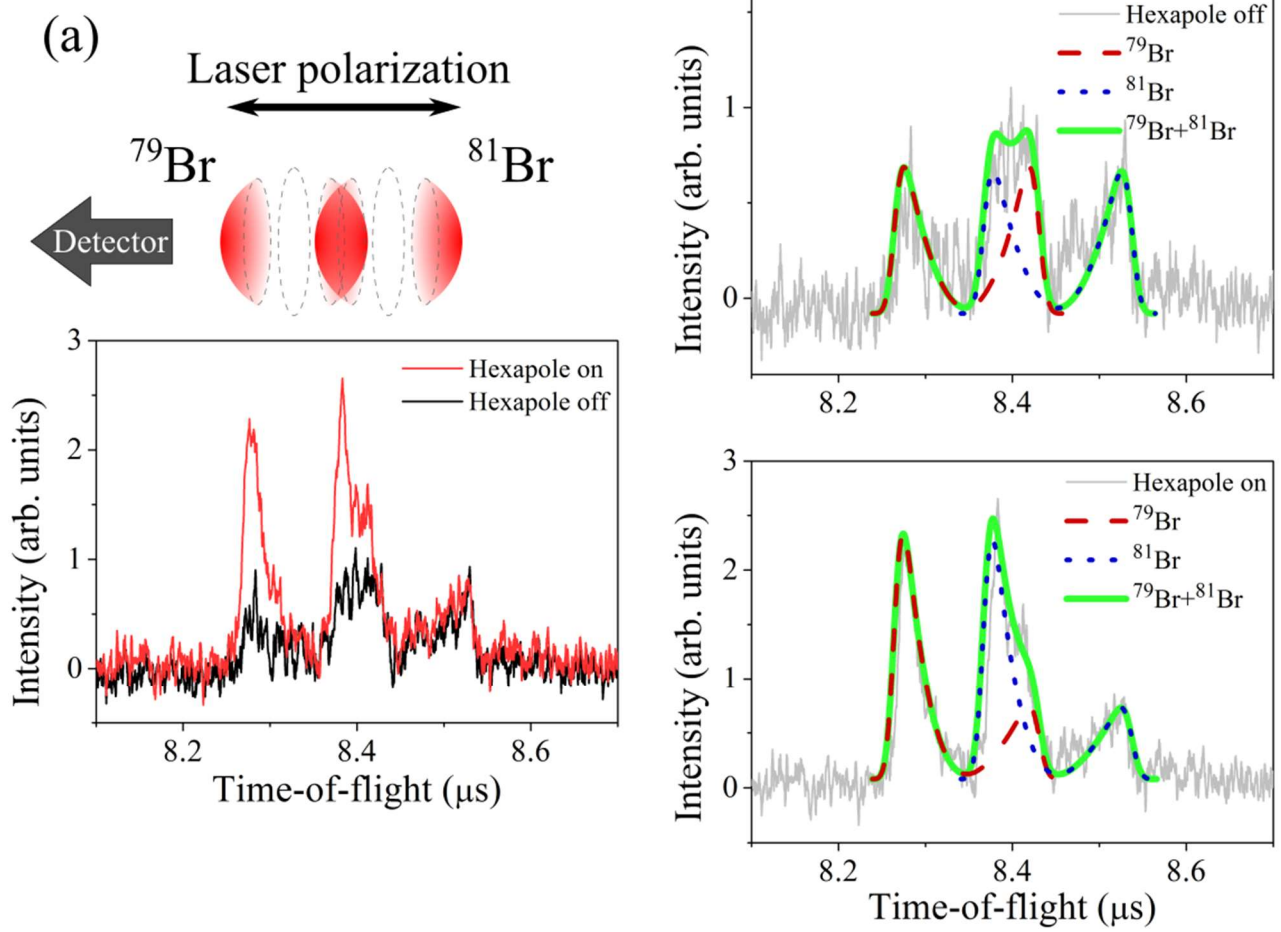 (a)
Laser polarization
⁷⁹Br
⁸¹Br
Detector
Intensity (arb. units)
3
2
1
0
Hexapole on
Hexapole off
8.2
8.4
8.6
Time-of-flight (μs)
Intensity (arb. units)
1
0
Hexapole off
⁷⁹Br
⁸¹Br
⁷⁹Br+⁸¹Br
8.2
8.4
8.6
Intensity (arb. units)
3
2
1
0
Hexapole on
⁷⁹Br
⁸¹Br
⁷⁹Br+⁸¹Br
8.2
8.4
8.6
Time-of-flight (μs)